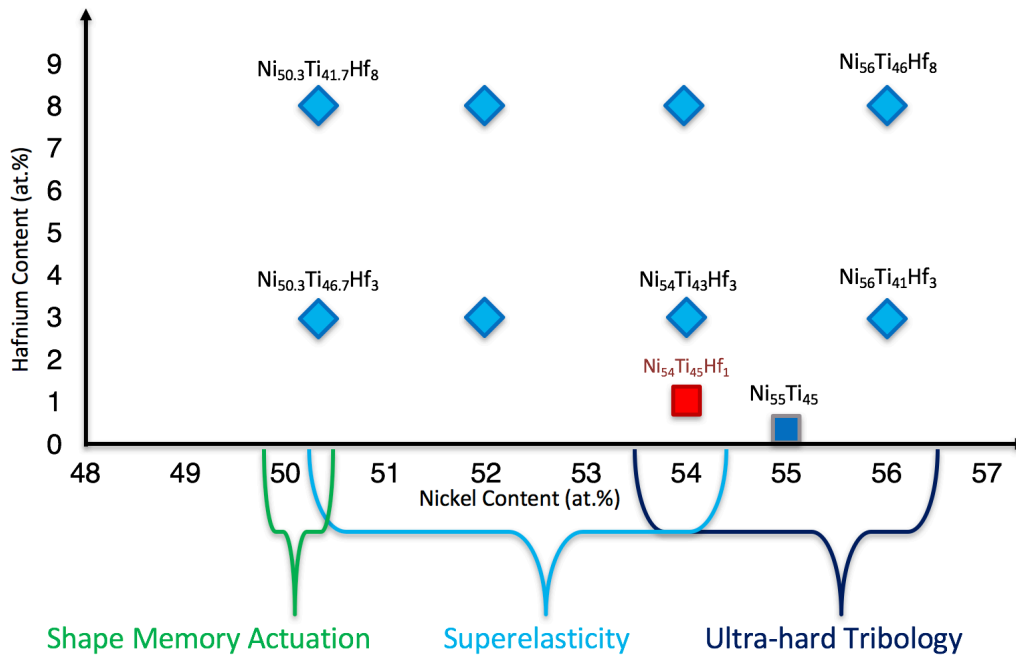 Hafnium Content (at.%)
9
8
7
6
5
4
3
2
1
0
Ni50.3Ti41.7Hf8
Ni56Ti46Hf8
Ni50.3Ti46.7Hf3
Ni54Ti43Hf3
Ni56Ti41Hf3
Ni54Ti45Hf1
Ni55Ti45
48 49 50 51 52 53 54 55 56 57
Nickel Content (at.%)
Shape Memory Actuation Superelasticity Ultra-hard Tribology